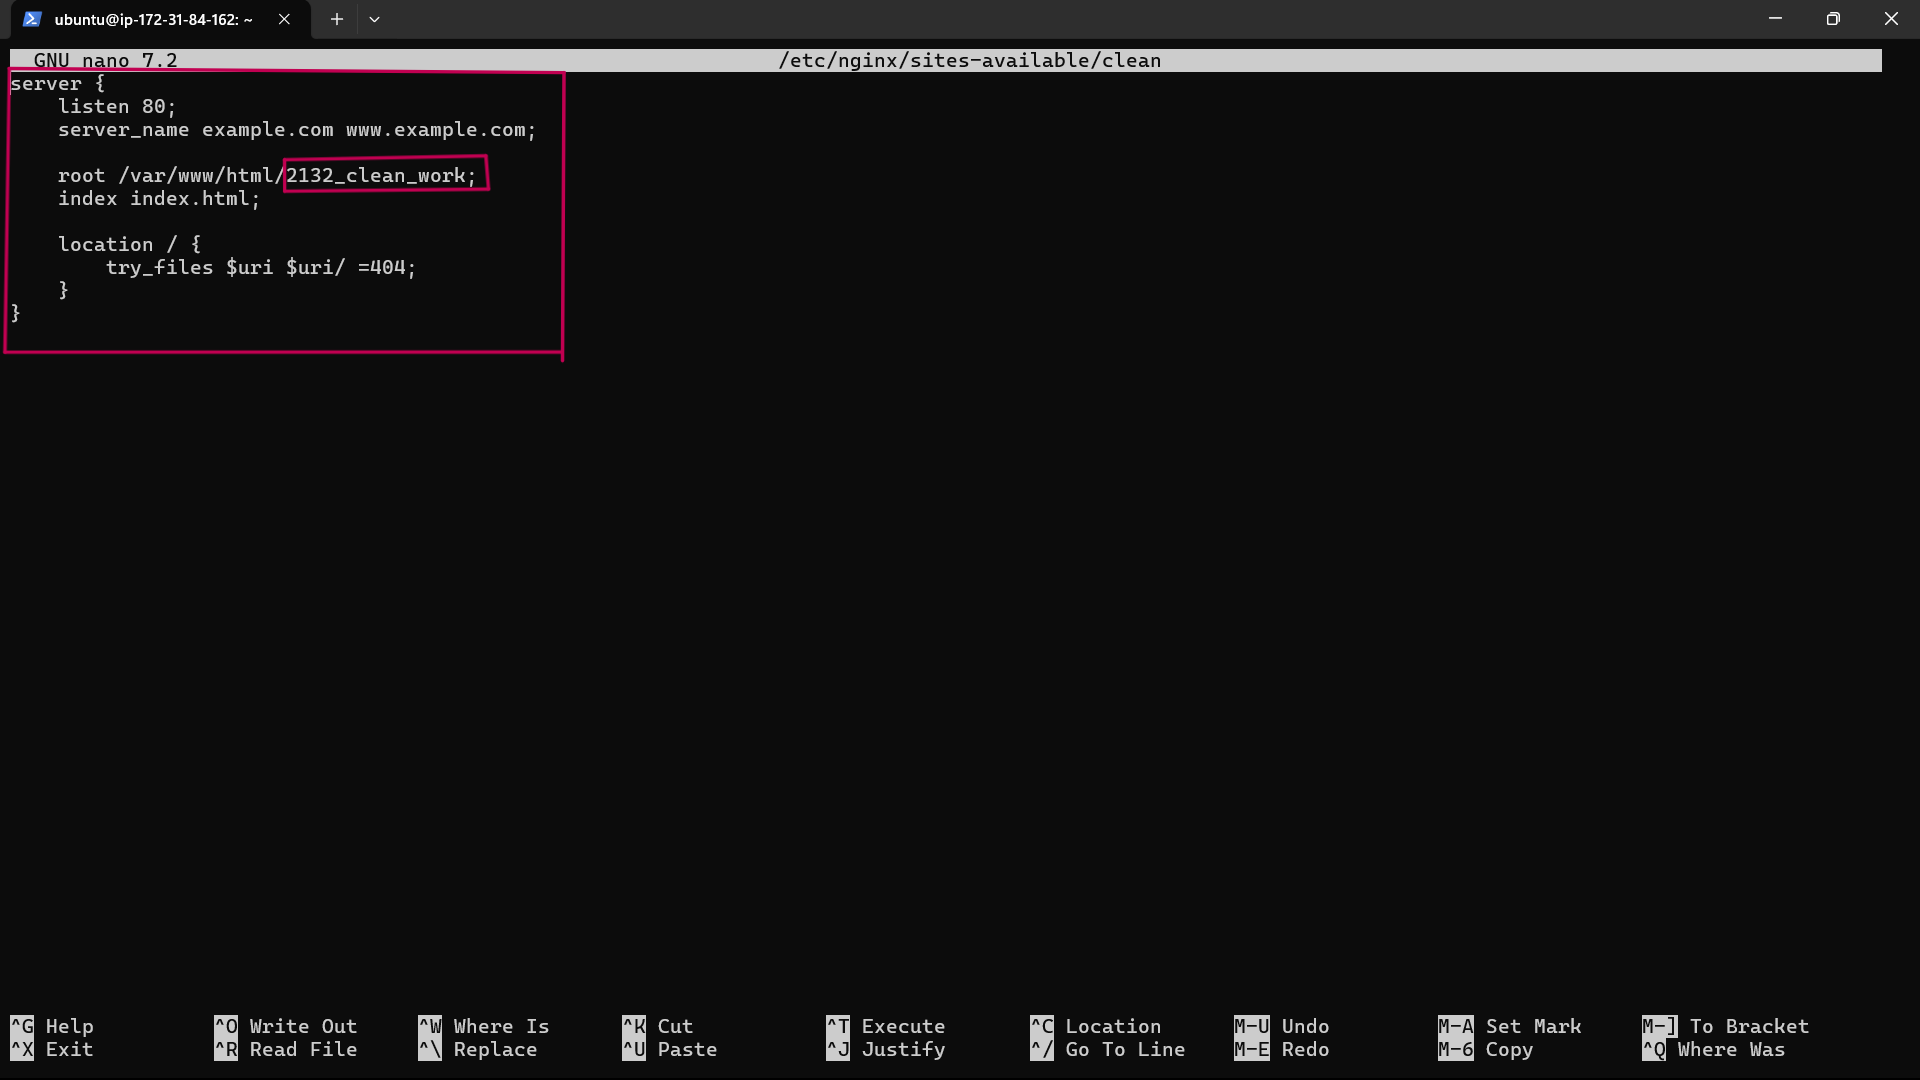 ubuntu@ip-172-31-84-162: ~
GNU nano 7.2 /etc/nginx/sites-available/clean
server {
    listen 80;
    server_name example.com www.example.com;

    root /var/www/html/2132_clean_work;
    index index.html;

    location / {
        try_files $uri $uri/ =404;
    }
}
^G Help ^O Write Out ^W Where Is ^K Cut ^T Execute ^C Location M-U Undo M-A Set Mark M-] To Bracket
^X Exit ^R Read File ^\ Replace ^U Paste ^J Justify ^/ Go To Line M-E Redo M-6 Copy ^Q Where Was